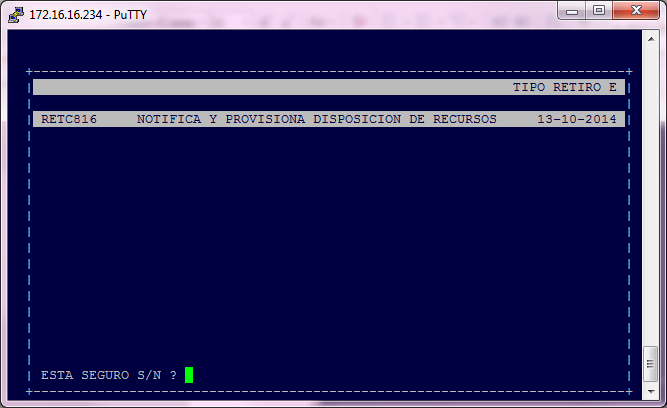 172.16.16.234 - PuTTY
TIPO RETIRO E
RETC816 NOTIFICA Y PROVISIONA DISPOSICION DE RECURSOS 13-10-2014
ESTA SEGURO S/N ?